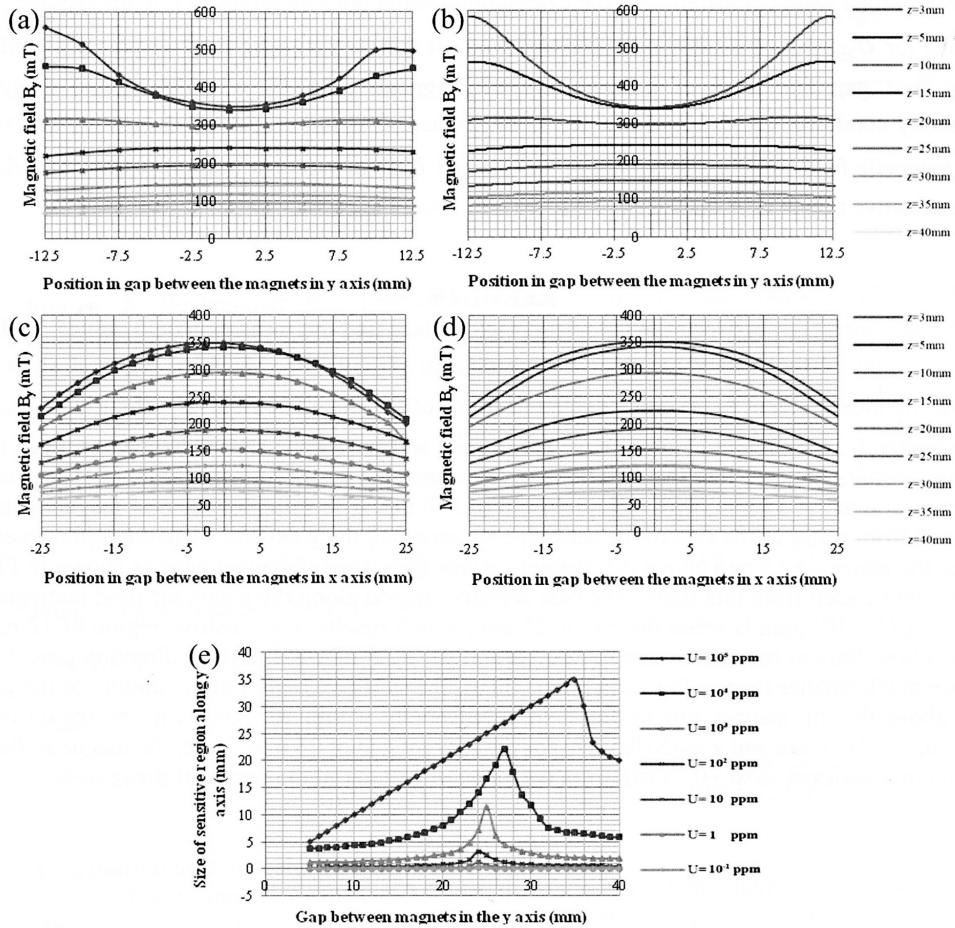 (a)
600
500
400
300
200
100
0
-12.5
-7.5
-2.5
2.5
7.5
12.5
Magnetic field By (mT)
Position in gap between the magnets in y axis (mm)
(b)
600
500
400
300
200
100
0
-12.5
-7.5
-2.5
2.5
7.5
12.5
Magnetic field By (mT)
Position in gap between the magnets in y axis (mm)
z=3mm
z=5mm
z=10mm
z=15mm
z=20mm
z=25mm
z=30mm
z=35mm
z=40mm
(c)
400
350
300
250
200
150
100
50
0
-25
-15
-5
5
15
25
Magnetic field By (mT)
Position in gap between the magnets in x axis (mm)
(d)
400
350
300
250
200
150
100
50
0
-25
-15
-5
5
15
25
Magnetic field By (mT)
Position in gap between the magnets in x axis (mm)
z=3mm
z=5mm
z=10mm
z=15mm
z=20mm
z=25mm
z=30mm
z=35mm
z=40mm
(e)
40
35
30
25
20
15
10
5
0
-5
0
10
20
30
40
Size of sensitive region along y
axis (mm)
Gap between magnets in the y axis (mm)
U= 10⁵ ppm
U= 10⁴ ppm
U= 10³ ppm
U= 10² ppm
U= 10 ppm
U= 1 ppm
U= 10⁻¹ ppm